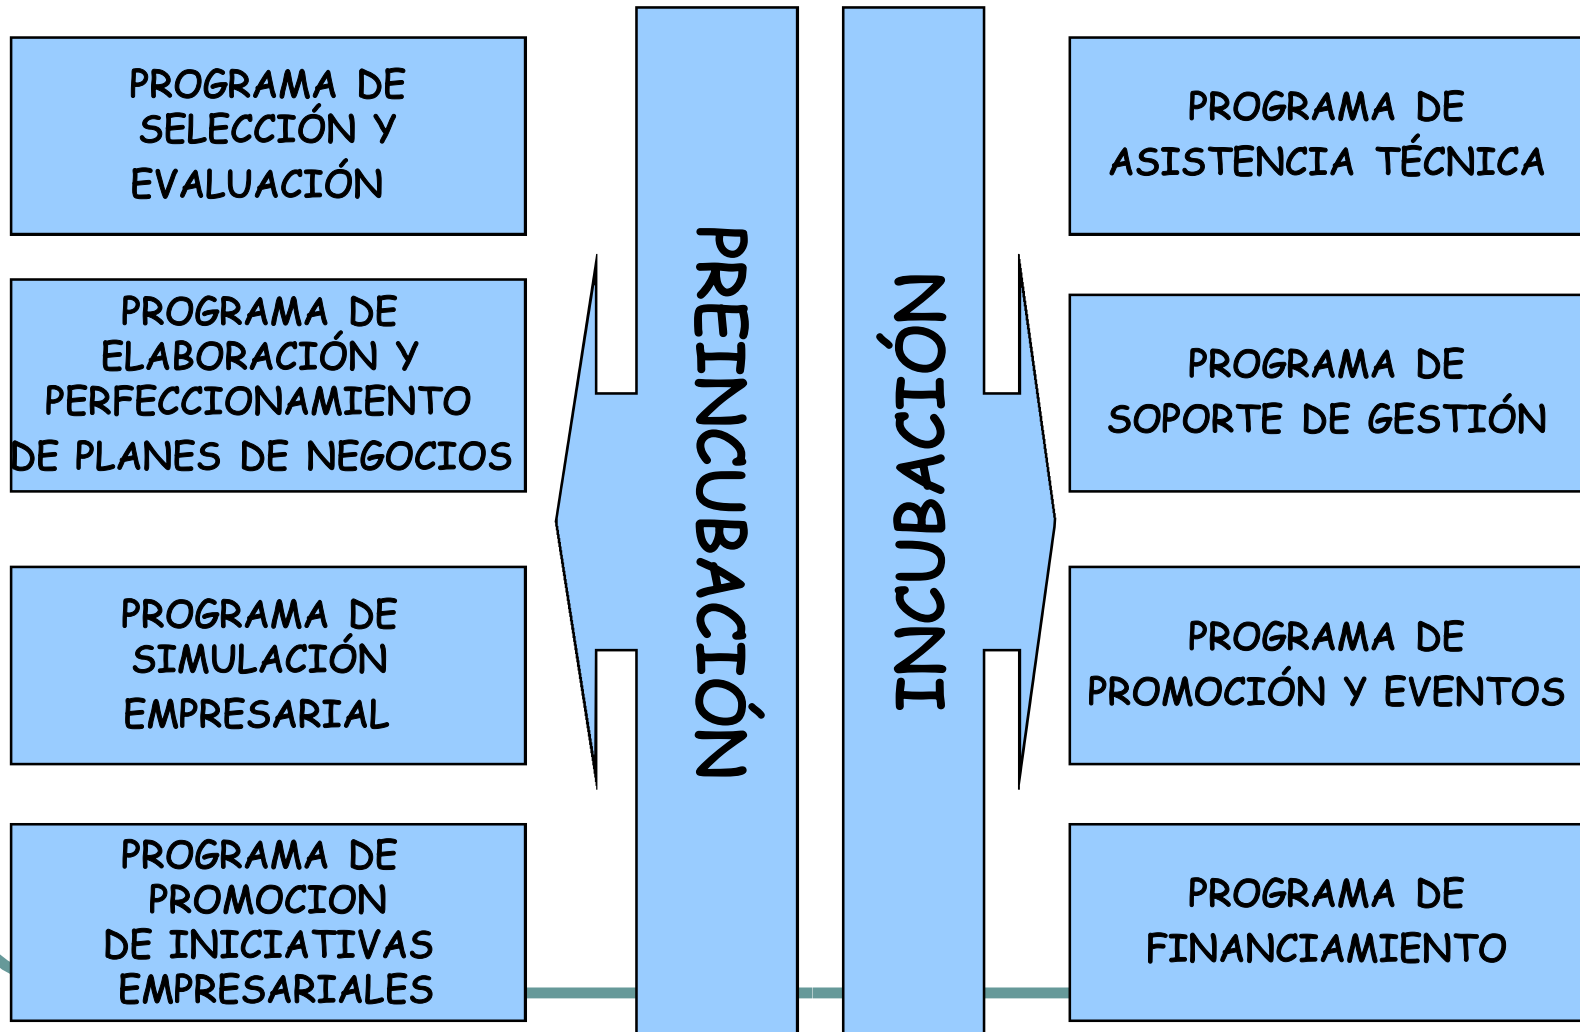 PROGRAMA DE
SELECCIÓN Y
EVALUACIÓN
PROGRAMA DE
ELABORACIÓN Y
PERFECCIONAMIENTO
DE PLANES DE NEGOCIOS
PROGRAMA DE
SIMULACIÓN
EMPRESARIAL
PROGRAMA DE
PROMOCION
DE INICIATIVAS
EMPRESARIALES
PREINCUBACIÓN
INCUBACIÓN
PROGRAMA DE
ASISTENCIA TÉCNICA
PROGRAMA DE
SOPORTE DE GESTIÓN
PROGRAMA DE
PROMOCIÓN Y EVENTOS
PROGRAMA DE
FINANCIAMIENTO